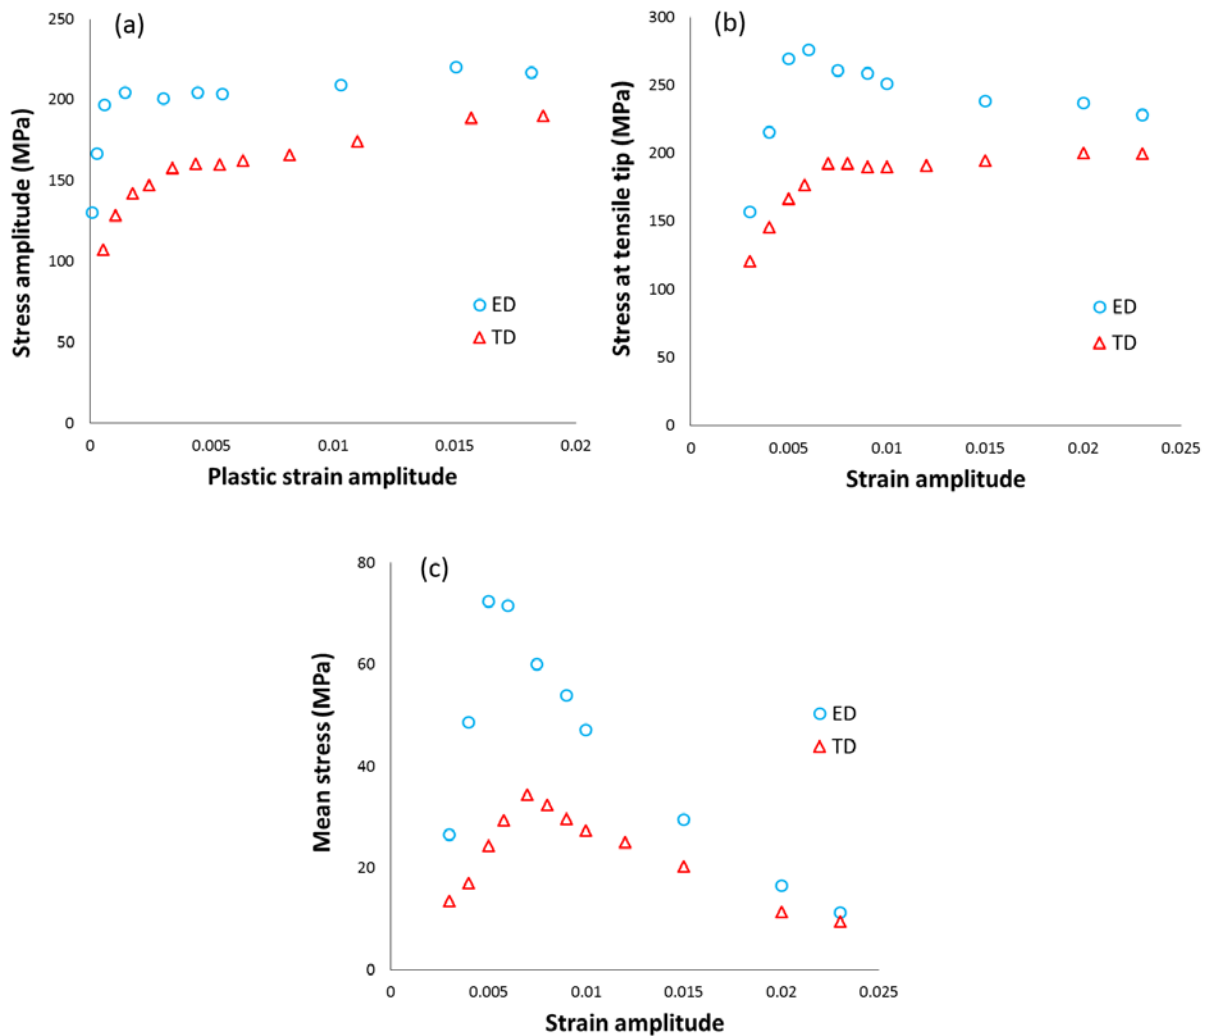 (a)
250
200
150
100
50
0
0 0.005 0.01 0.015 0.02
Stress amplitude (MPa)
Plastic strain amplitude
ED
TD
(b)
300
250
200
150
100
50
0
0 0.005 0.01 0.015 0.02 0.025
Stress at tensile tip (MPa)
Strain amplitude
ED
TD
(c)
80
60
40
20
0
0 0.005 0.01 0.015 0.02 0.025
Mean stress (MPa)
Strain amplitude
ED
TD